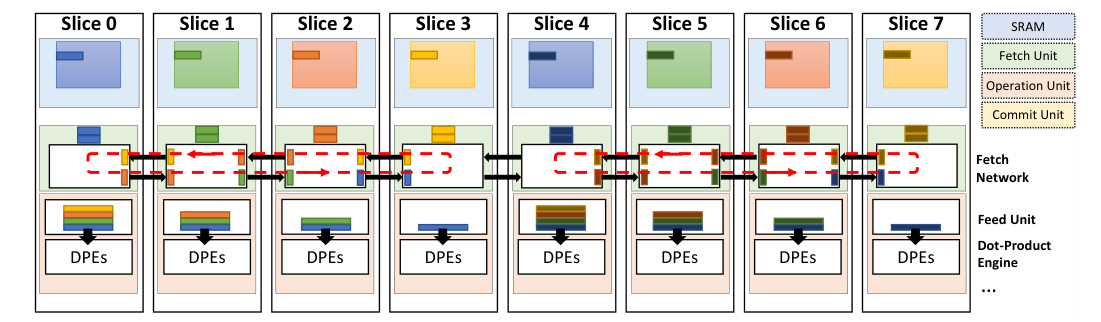 Slice 0 Slice 1 Slice 2 Slice 3 Slice 4 Slice 5 Slice 6 Slice 7
SRAM
Fetch Unit
Operation Unit
Commit Unit
Fetch
Network
Feed Unit
DPEs DPEs DPEs DPEs DPEs DPEs DPEs DPEs
Dot-Product
Engine
...